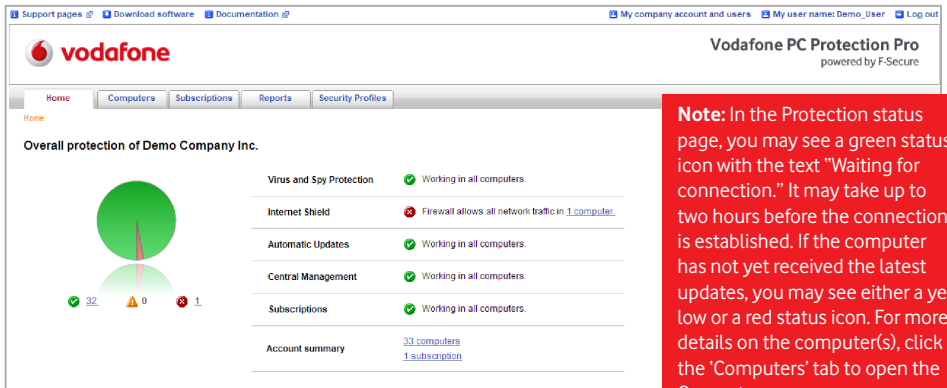 Support pages Download software Documentation My company account and users My user name: Demo_User Log out
vodafone
Vodafone PC Protection Pro
powered by F-Secure
Home Computers Subscriptions Reports Security Profiles
Home
Overall protection of Demo Company Inc.
Virus and Spy Protection Working in all computers.
Internet Shield Firewall allows all network traffic in 1 computer.
Automatic Updates Working in all computers.
Central Management Working in all computers.
Subscriptions Working in all computers.
32 0 1
Account summary 33 computers
1 subscription
Note: In the Protection status
page, you may see a green status
icon with the text "Waiting for
connection." It may take up to
two hours before the connection
is established. If the computer
has not yet received the latest
updates, you may see either a ye
low or a red status icon. For more
details on the computer(s), click
the 'Computers' tab to open the